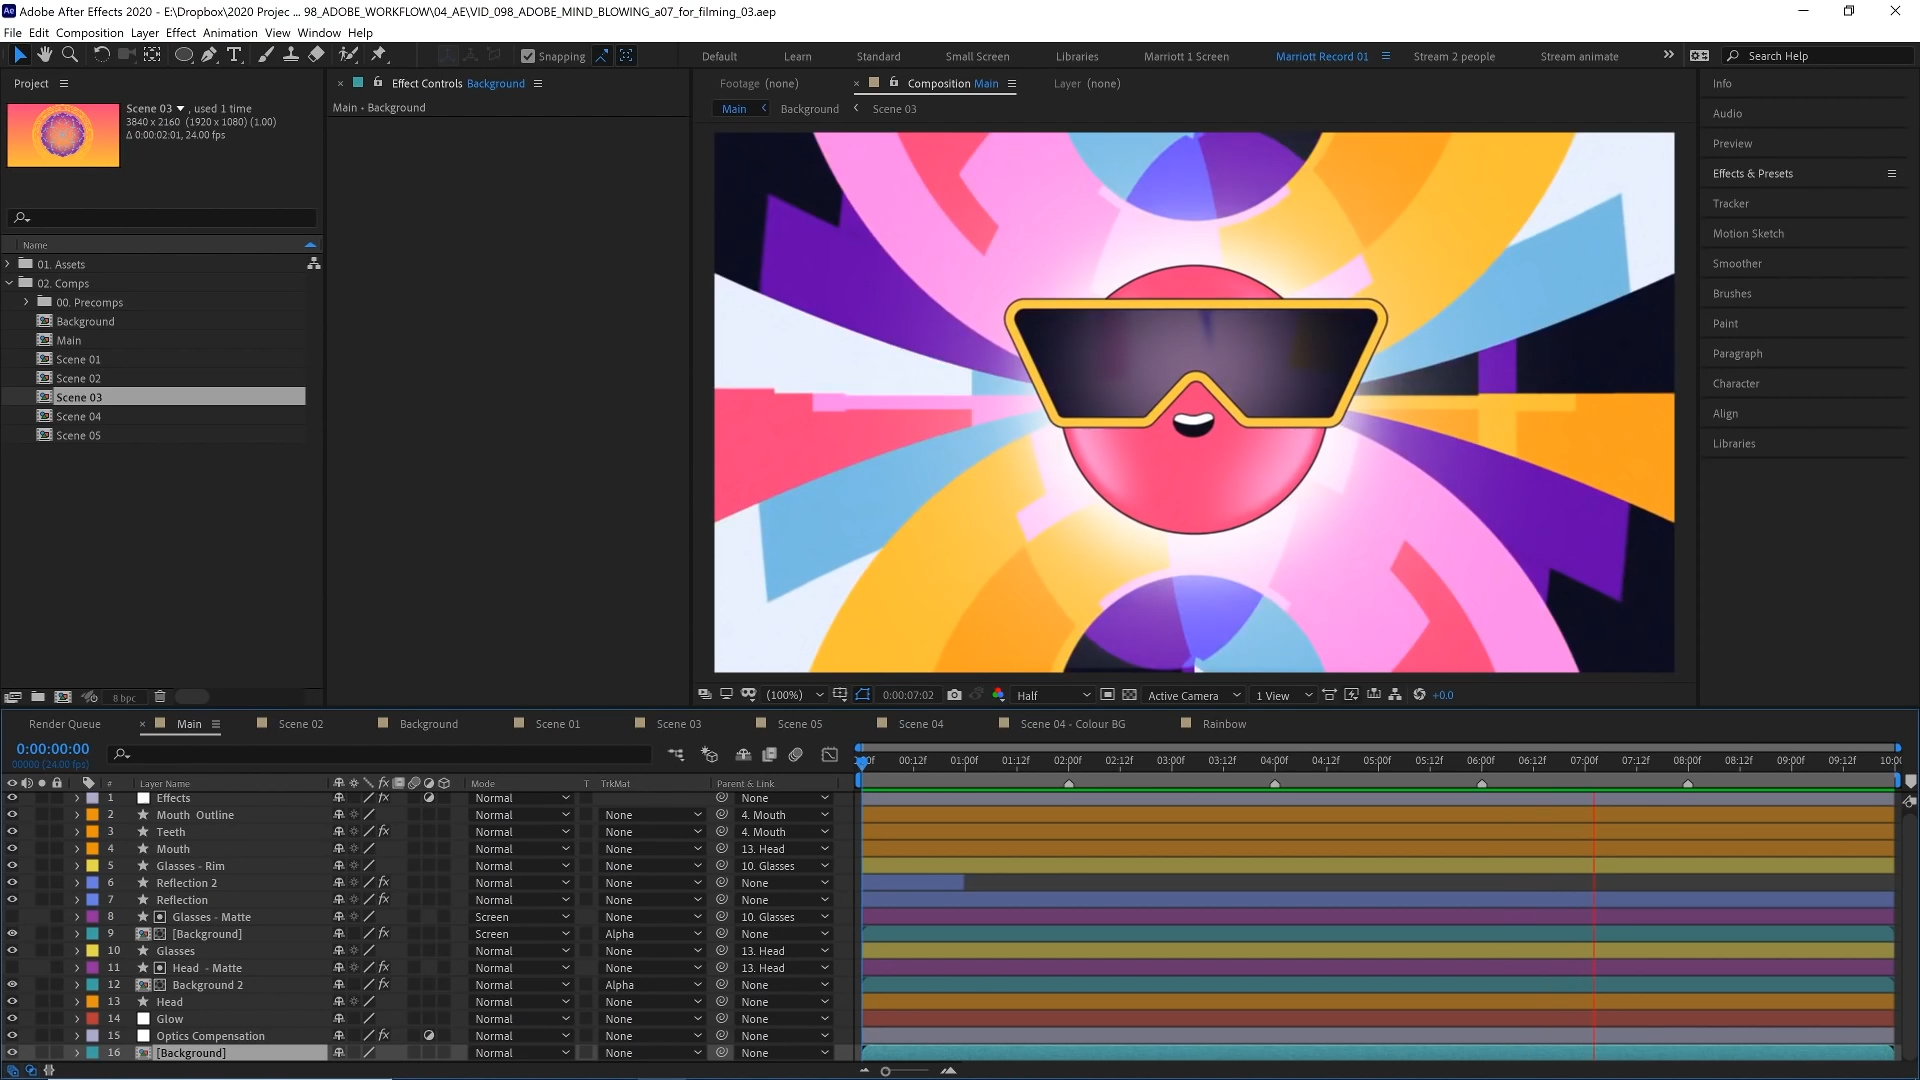 Adobe After Effects 2020 - E:\Dropbox\2020 Projec ... 98_ADOBE_WORKFLOW\04_AE\VID_098_ADOBE_MIND_BLOWING_a07_for_filming_03.aep
File Edit Composition Layer Effect Animation View Window Help
Snapping
Default Learn Standard Small Screen Libraries Marriott 1 Screen Marriott Record 01 Stream 2 people Stream animate Search Help
Project
Scene 03 , used 1 time
3840 x 2160 (1920 x 1080) (1.00)
Δ 0:00:02:01, 24.00 fps
Name
01. Assets
02. Comps
00. Precomps
Background
Main
Scene 01
Scene 02
Scene 03
Scene 04
Scene 05
8 bpc
Effect Controls Background
Main • Background
Footage (none) Composition Main Layer (none)
Main Background Scene 03
(100%) 0:00:07:02 Half Active Camera 1 View +0.0
Info
Audio
Preview
Effects & Presets
Tracker
Motion Sketch
Smoother
Brushes
Paint
Paragraph
Character
Align
Libraries
Render Queue Main Scene 02 Background Scene 01 Scene 03 Scene 05 Scene 04 Scene 04 - Colour BG Rainbow
0:00:00:00
00000 (24.00 fps)
00:12f 01:00f 01:12f 02:00f 02:12f 03:00f 03:12f 04:00f 04:12f 05:00f 05:12f 06:00f 06:12f 07:00f 07:12f 08:00f 08:12f 09:00f 09:12f
# Layer Name Mode T TrkMat Parent & Link
1 Effects Normal None
2 Mouth Outline Normal None 4. Mouth
3 Teeth Normal None 4. Mouth
4 Mouth Normal None 13. Head
5 Glasses - Rim Normal None 10. Glasses
6 Reflection 2 Normal None None
7 Reflection Normal None None
8 Glasses - Matte Screen None 10. Glasses
9 [Background] Screen Alpha None
10 Glasses Normal None 13. Head
11 Head - Matte Normal None 13. Head
12 Background 2 Normal Alpha None
13 Head Normal None None
14 Glow Normal None None
15 Optics Compensation Normal None None
16 [Background] Normal None None